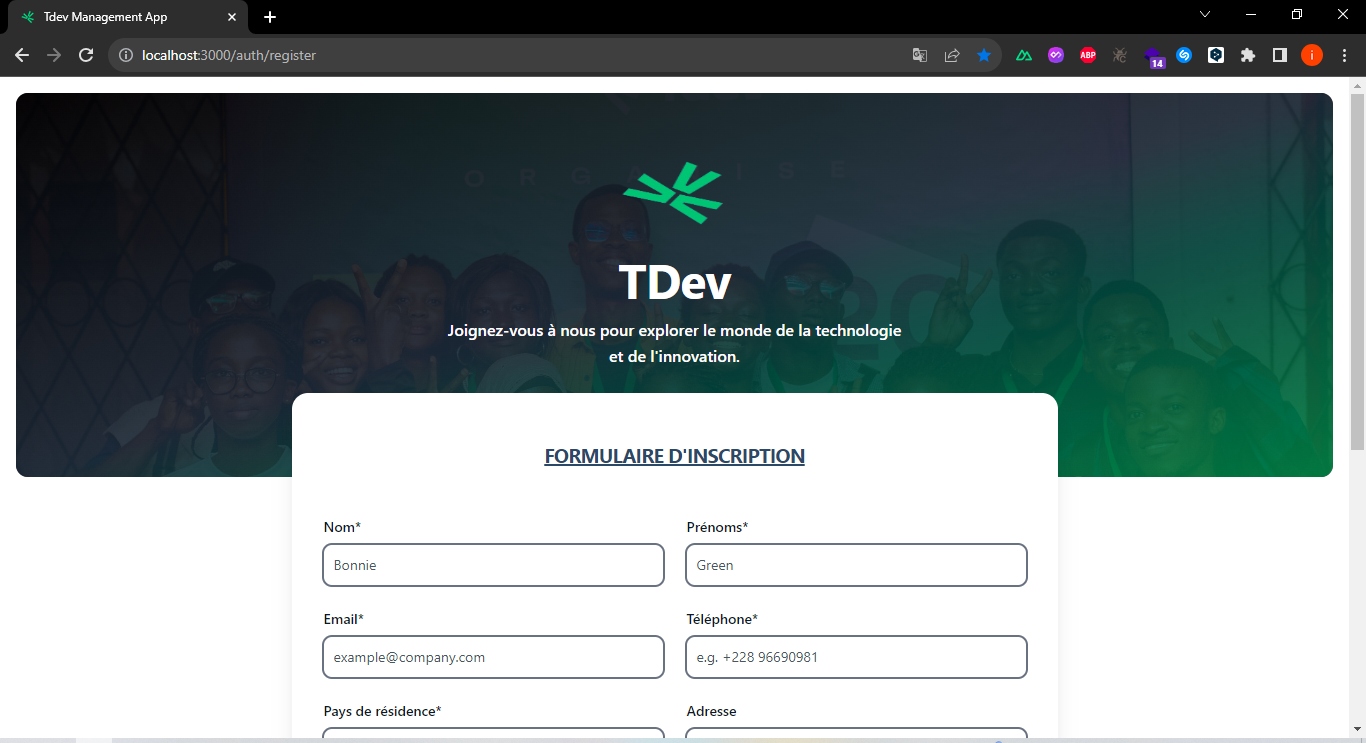 Tdev Management App
localhost:3000/auth/register
ABP
14
i
ORGANISE
TDev
Joignez-vous à nous pour explorer le monde de la technologie
et de l'innovation.
FORMULAIRE D'INSCRIPTION
Nom* Prénoms*
Bonnie Green
Email* Téléphone*
example@company.com e.g. +228 96690981
Pays de résidence* Adresse